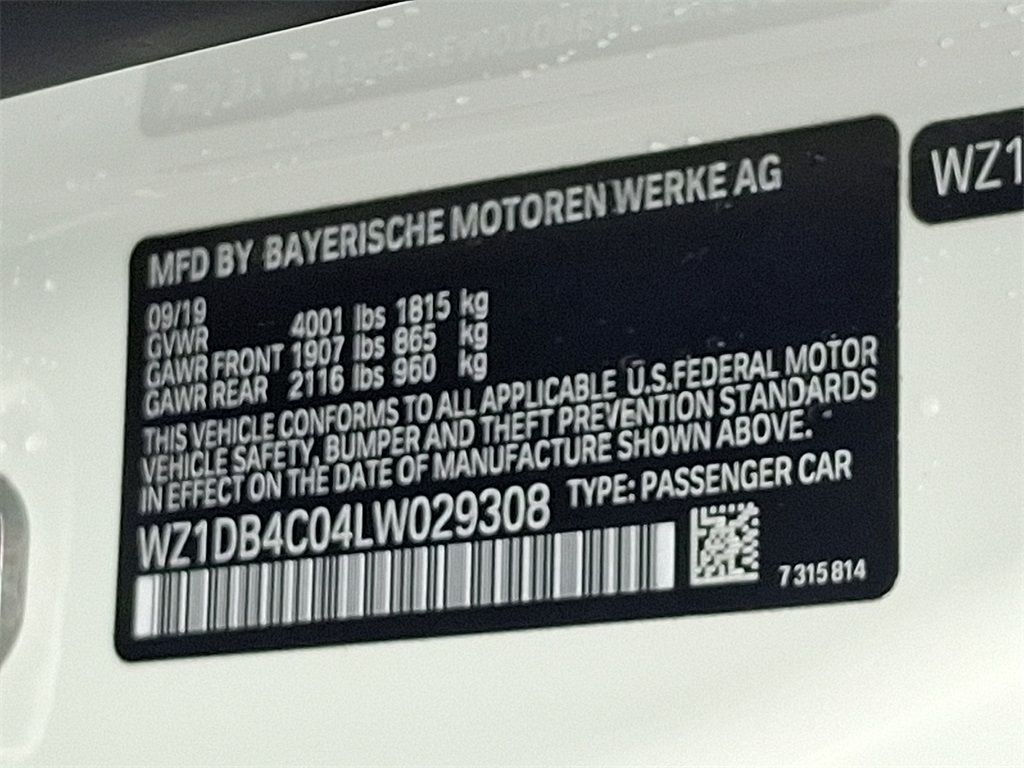 MFD BY BAYERISCHE MOTOREN WERKE AG
09/19
GVWR 4001 lbs 1815 kg
GAWR FRONT 1907 lbs 865 kg
GAWR REAR 2116 lbs 960 kg
THIS VEHICLE CONFORMS TO ALL APPLICABLE U.S.FEDERAL MOTOR
VEHICLE SAFETY, BUMPER AND THEFT PREVENTION STANDARDS
IN EFFECT ON THE DATE OF MANUFACTURE SHOWN ABOVE.
WZ1DB4C04LW029308 TYPE: PASSENGER CAR
7 315 814
WZ1